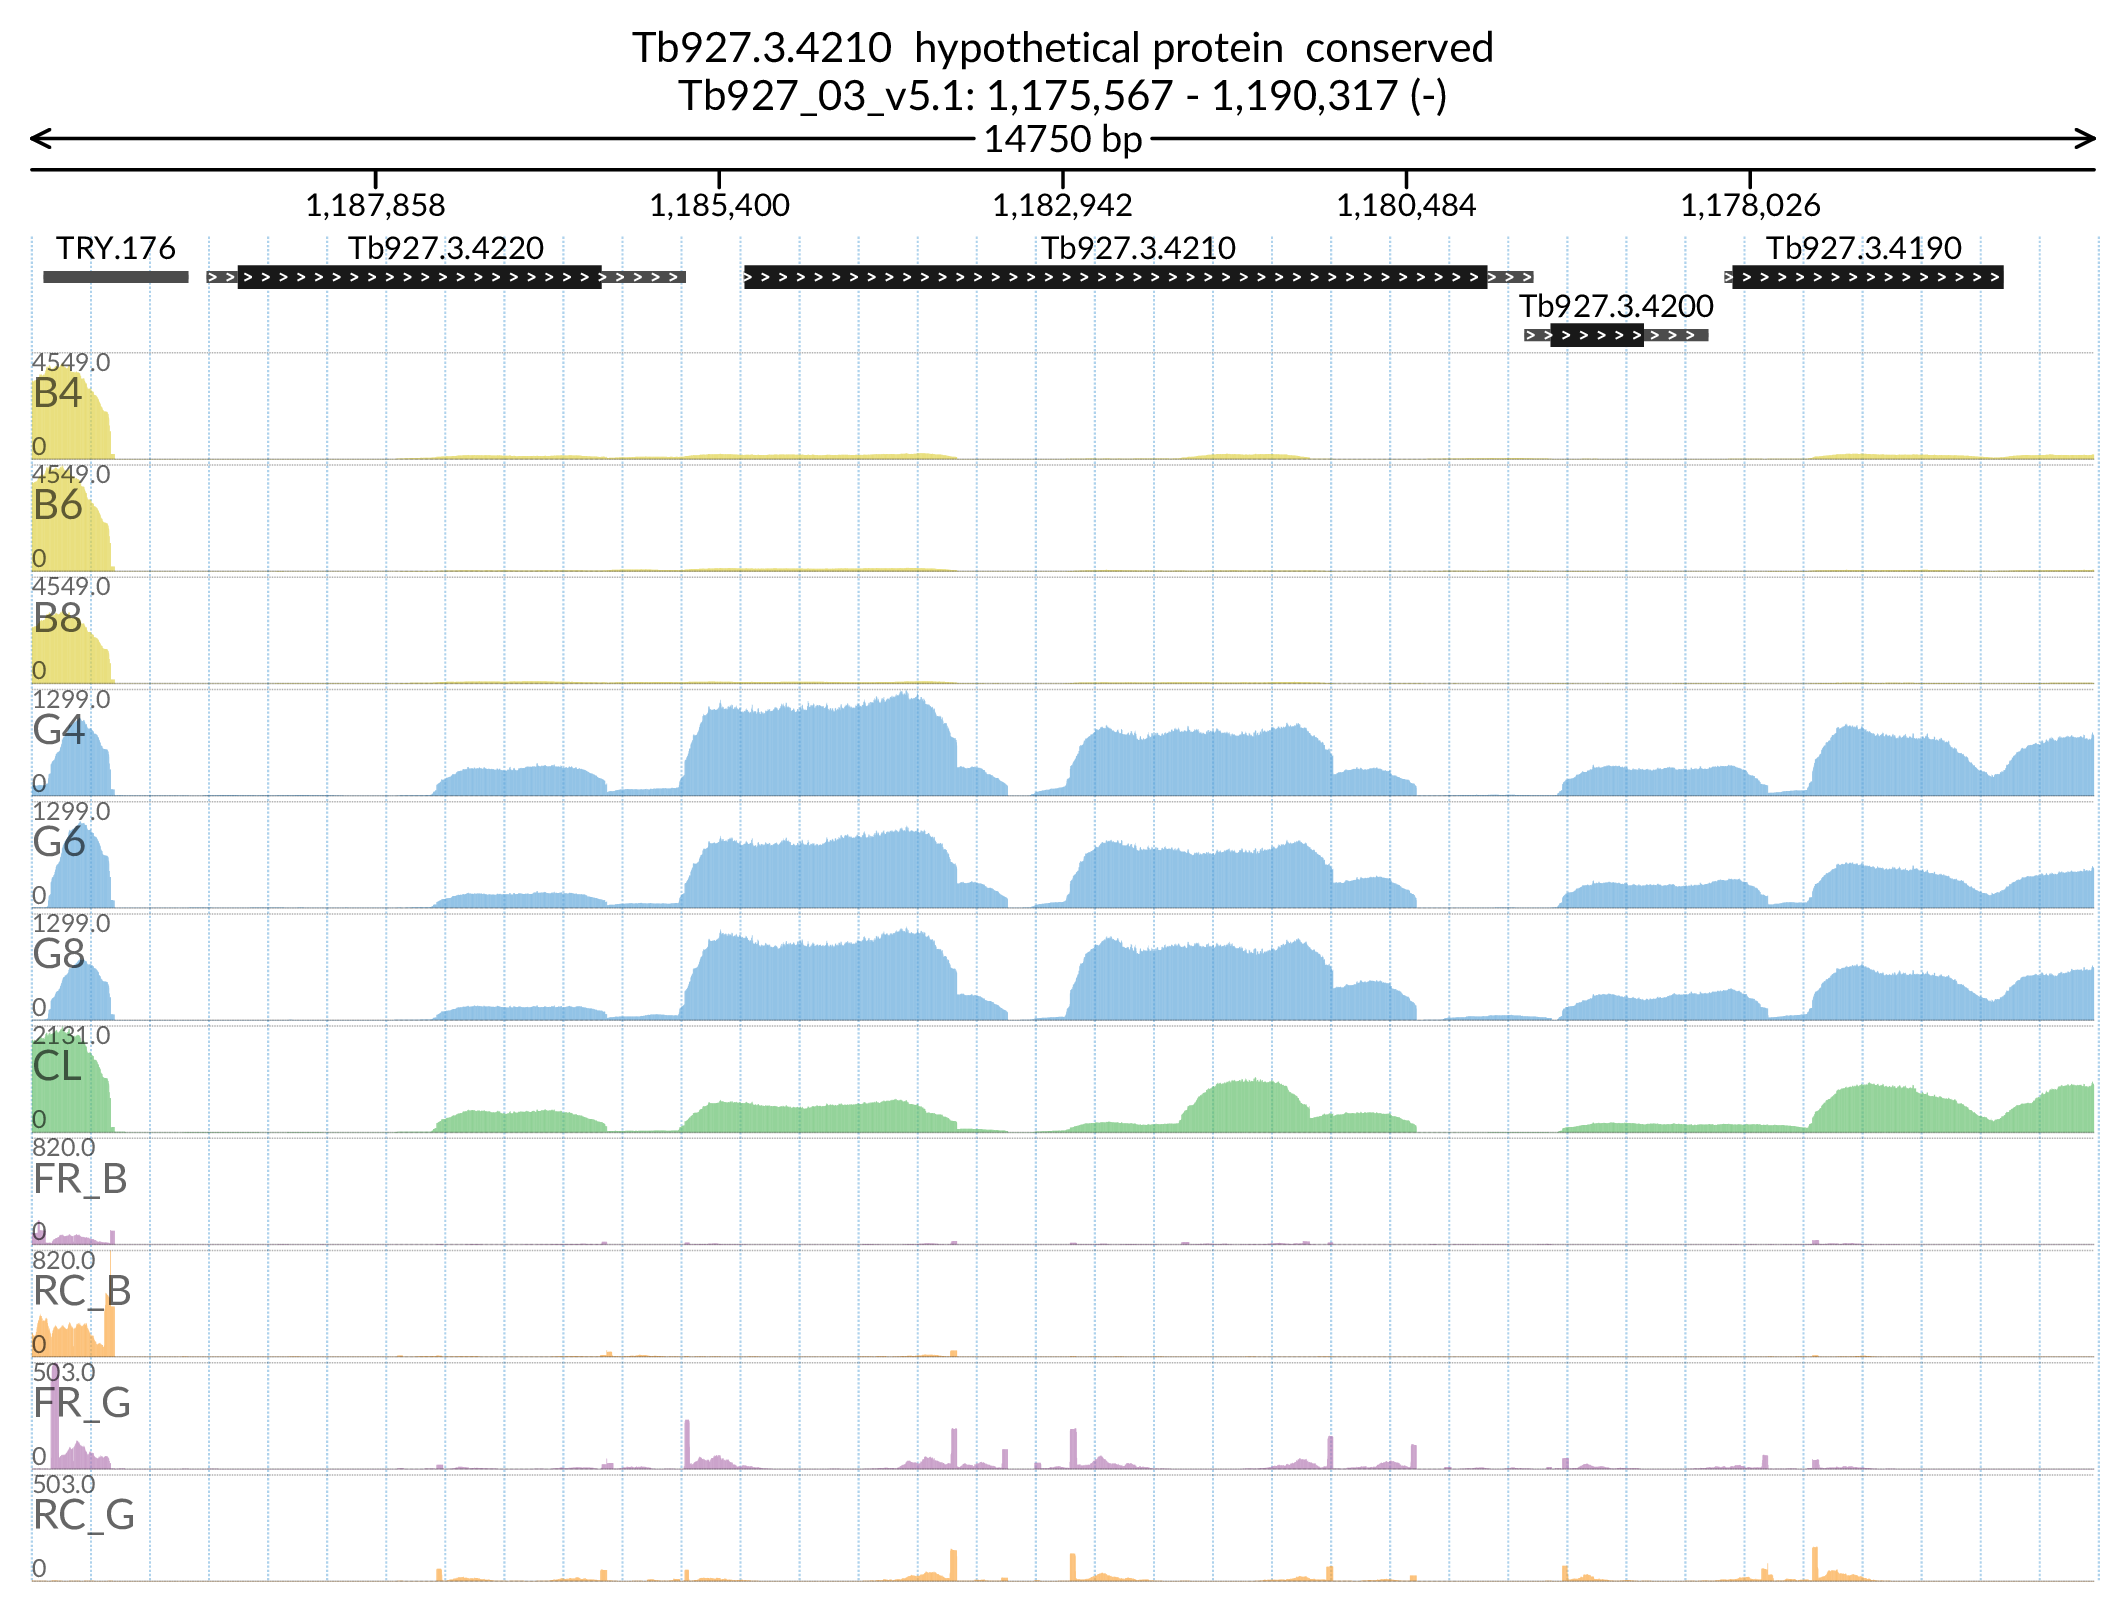 Tb927.3.4210 hypothetical protein conserved
Tb927_03_v5.1: 1,175,567 - 1,190,317 (-)
14750 bp
1,187,858 1,185,400 1,182,942 1,180,484 1,178,026
TRY.176 Tb927.3.4220 Tb927.3.4210 Tb927.3.4190
Tb927.3.4200
4549.0
B4
0
4549.0
B6
0
4549.0
B8
0
1299.0
G4
0
1299.0
G6
0
1299.0
G8
0
2131.0
CL
0
820.0
FR_B
0
820.0
RC_B
0
503.0
FR_G
0
503.0
RC_G
0